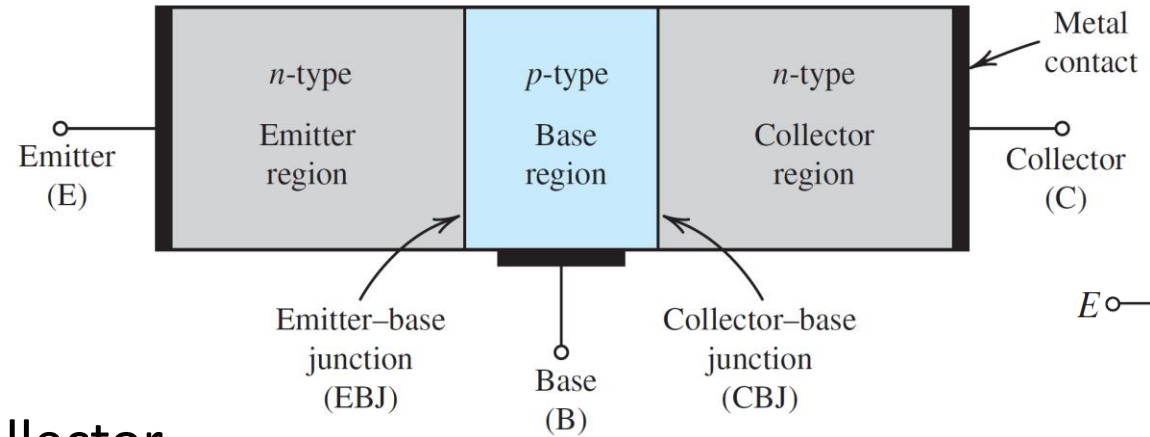 n-type
Emitter
region
p-type
Base
region
n-type
Collector
region
Metal
contact
Emitter
(E)
Collector
(C)
Emitter–base
junction
(EBJ)
Base
(B)
Collector–base
junction
(CBJ)
E